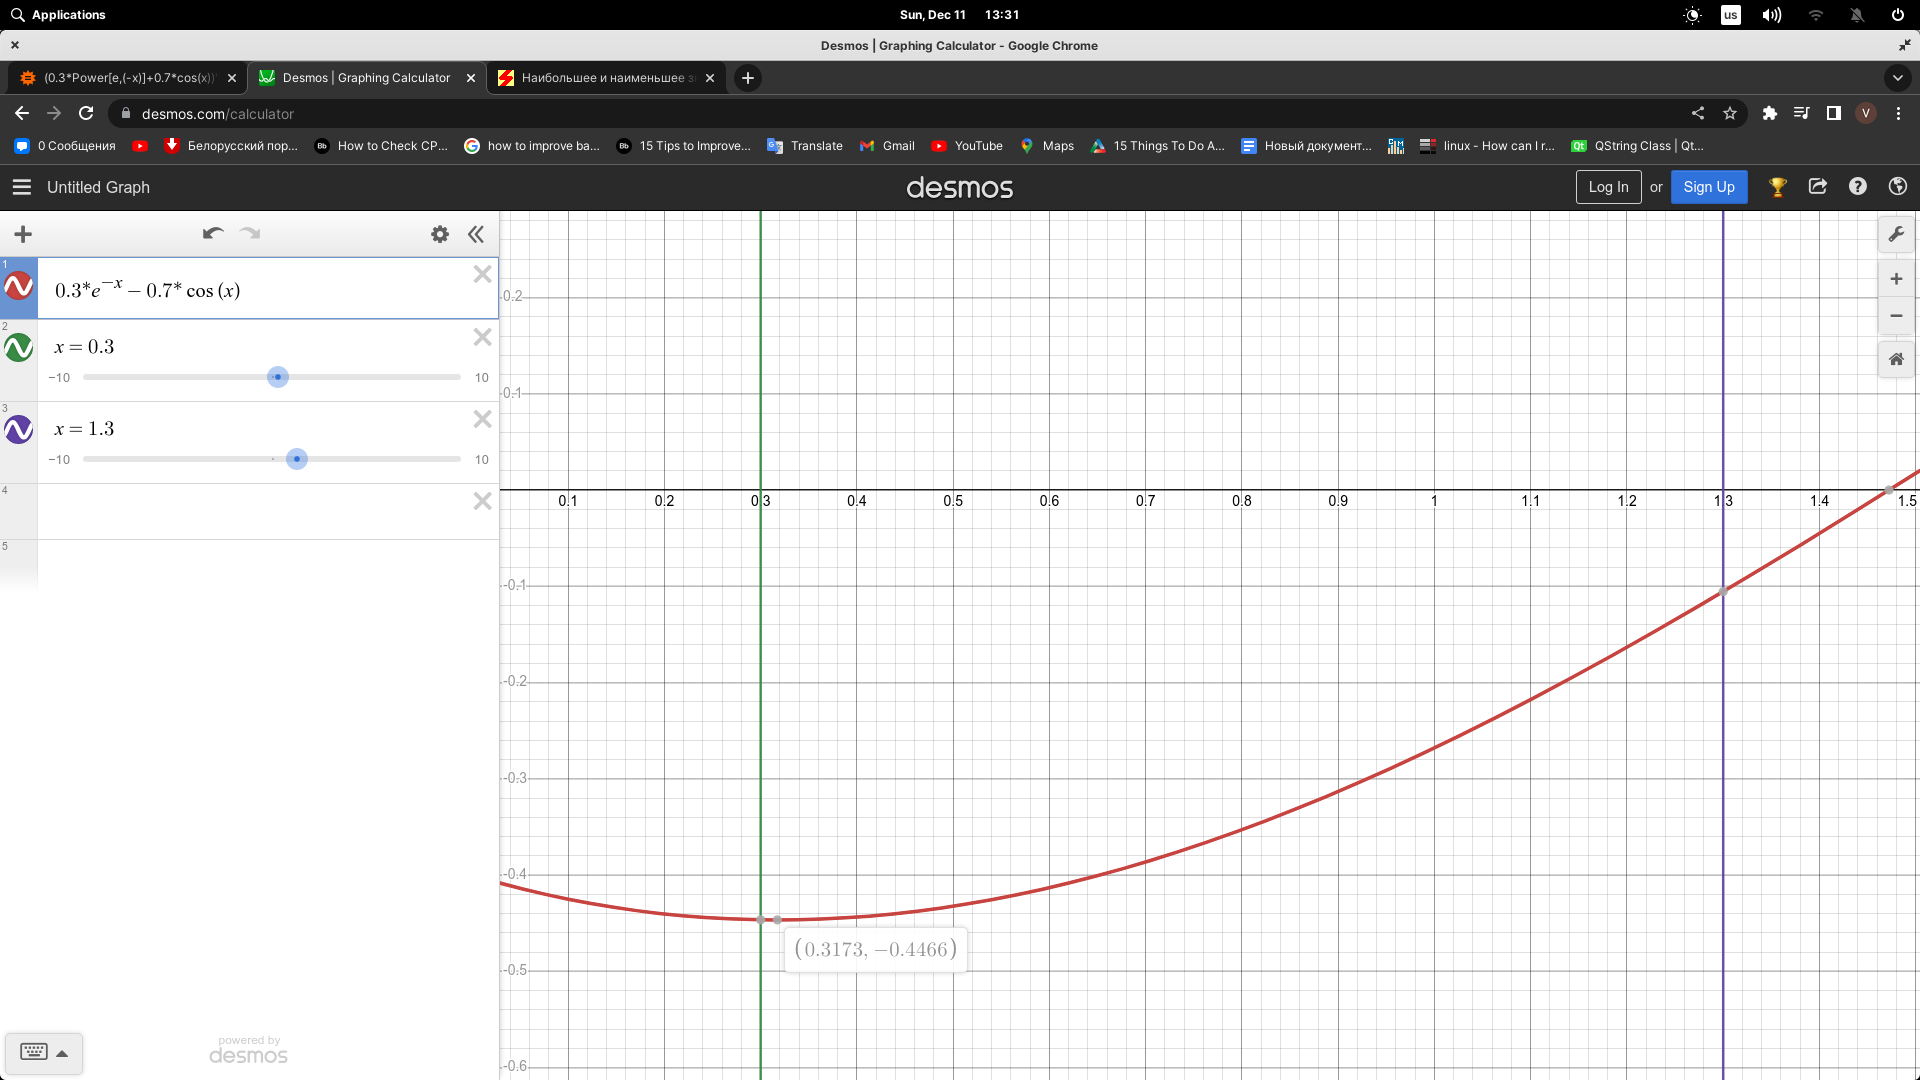 Applications
Sun, Dec 11 13:31
us
Desmos | Graphing Calculator - Google Chrome
(0.3*Power[e,(-x)]+0.7*cos(x))'
Desmos | Graphing Calculator
Наибольшее и наименьшее з
desmos.com/calculator
V
0 Сообщения
Белорусский пор...
How to Check CP...
how to improve ba...
15 Tips to Improve...
Translate
Gmail
YouTube
Maps
15 Things To Do A...
Новый документ...
linux - How can I r...
QString Class | Qt...
Untitled Graph
desmos
Log In or Sign Up
1
0.3*e^{-x} − 0.7* cos (x)
2
x = 0.3
−10 10
3
x = 1.3
−10 10
4
5
0.2
0.1
0.1 0.2 0.3 0.4 0.5 0.6 0.7 0.8 0.9 1 1.1 1.2 1.3 1.4 1.5
-0.1
-0.2
-0.3
-0.4
(0.3173, −0.4466)
-0.5
-0.6
powered by
desmos